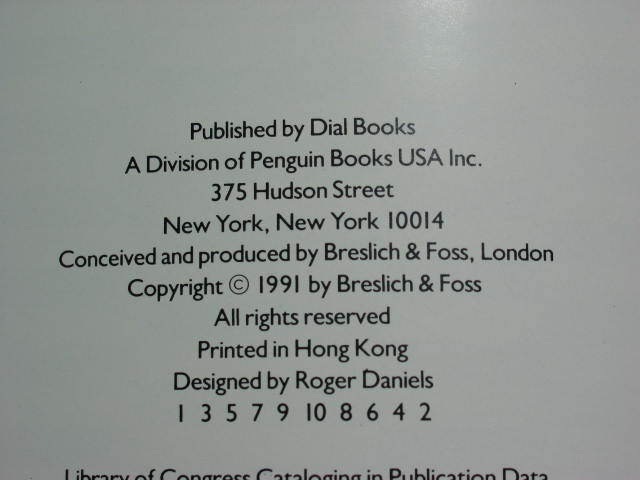 Published by Dial Books
A Division of Penguin Books USA Inc.
375 Hudson Street
New York, New York 10014
Conceived and produced by Breslich & Foss, London
Copyright © 1991 by Breslich & Foss
All rights reserved
Printed in Hong Kong
Designed by Roger Daniels
1 3 5 7 9 10 8 6 4 2
Library of Congress Cataloging in Publication Data